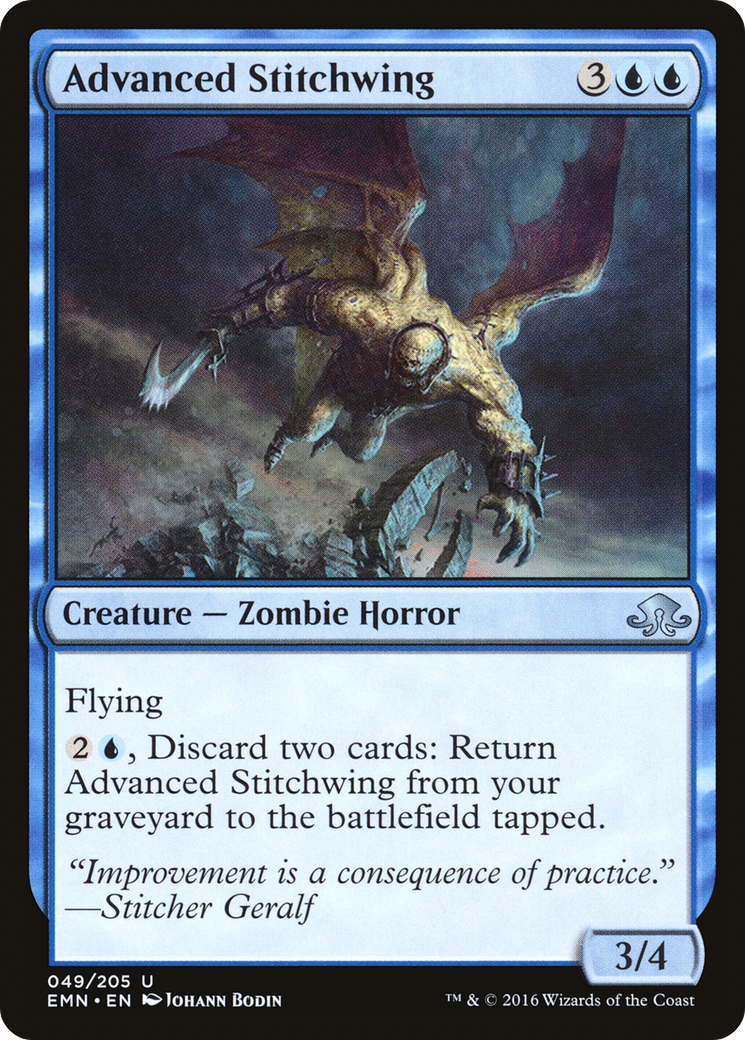 Advanced Stitchwing 3
Creature — Zombie Horror
Flying
2, Discard two cards: Return
Advanced Stitchwing from your
graveyard to the battlefield tapped.
“Improvement is a consequence of practice.”
—Stitcher Geralf
3/4
049/205 U
EMN • EN Johann Bodin
™ & © 2016 Wizards of the Coast